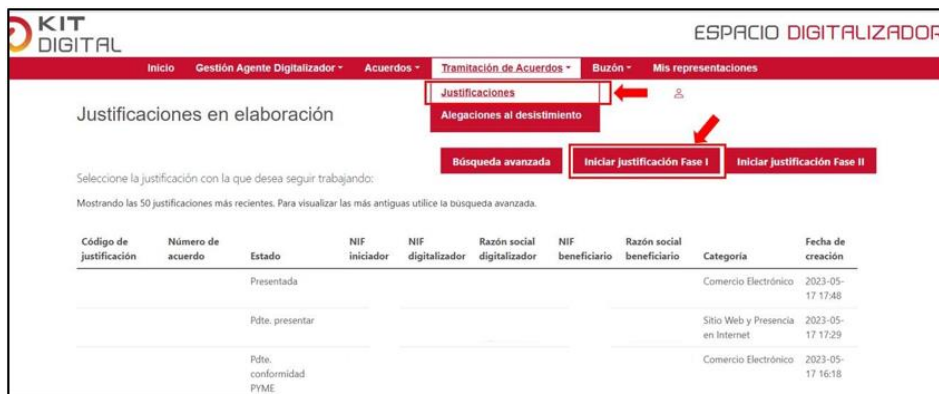 KIT
DIGITAL
ESPACIO DIGITALIZADOR
Inicio Gestión Agente Digitalizador Acuerdos Tramitación de Acuerdos Buzón Mis representaciones
Justificaciones
Alegaciones al desistimiento
Justificaciones en elaboración
Búsqueda avanzada Iniciar justificación Fase I Iniciar justificación Fase II
Seleccione la justificación con la que desea seguir trabajando:
Mostrando las 50 justificaciones más recientes. Para visualizar las más antiguas utilice la búsqueda avanzada.
Código de justificación Número de acuerdo Estado NIF iniciador NIF digitalizador Razón social digitalizador NIF beneficiario Razón social beneficiario Categoría Fecha de creación
Presentada Comercio Electrónico 2023-05-17 17:48
Pdte. presentar Sitio Web y Presencia en Internet 2023-05-17 17:29
Pdte. conformidad PYME Comercio Electrónico 2023-05-17 16:18